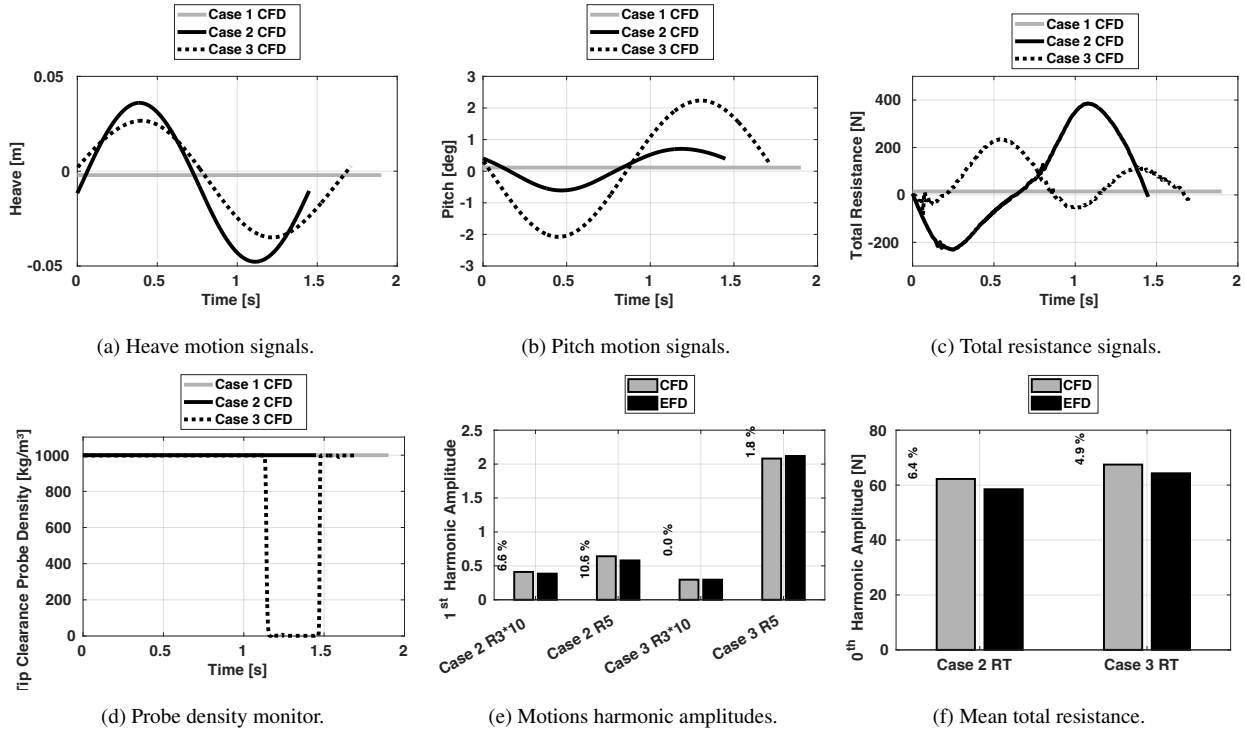 Case 1 CFD
Case 2 CFD
Case 3 CFD
0.05
0
-0.05
Heave [m]
0 0.5 1 1.5 2
Time [s]
(a) Heave motion signals.
Case 1 CFD
Case 2 CFD
Case 3 CFD
3
2
1
0
-1
-2
-3
Pitch [deg]
0 0.5 1 1.5 2
Time [s]
(b) Pitch motion signals.
Case 1 CFD
Case 2 CFD
Case 3 CFD
400
200
0
-200
Total Resistance [N]
0 0.5 1 1.5 2
Time [s]
(c) Total resistance signals.
Case 1 CFD
Case 2 CFD
Case 3 CFD
1000
800
600
400
200
0
Tip Clearance Probe Density [kg/m³]
0 0.5 1 1.5 2
Time [s]
(d) Probe density monitor.
CFD
EFD
2.5
2
1.5
1
0.5
0
1st Harmonic Amplitude
6.6 %
10.6 %
0.0 %
1.8 %
Case 2 R3*10
Case 2 R5
Case 3 R3*10
Case 3 R5
(e) Motions harmonic amplitudes.
CFD
EFD
80
60
40
20
0
0th Harmonic Amplitude [N]
6.4 %
4.9 %
Case 2 RT
Case 3 RT
(f) Mean total resistance.